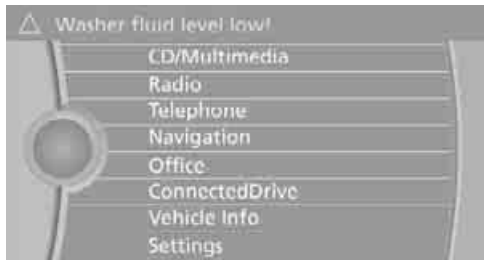 Washer fluid level low!
CD/Multimedia
Radio
Telephone
Navigation
Office
ConnectedDrive
Vehicle Info
Settings